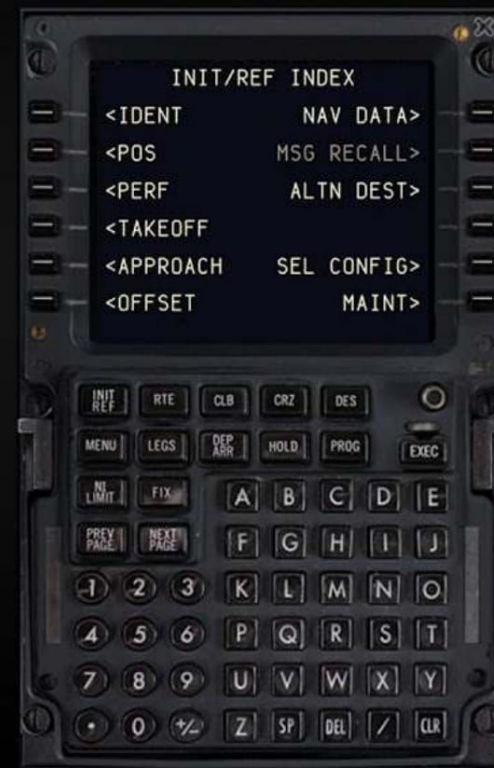 INIT/REF INDEX
<IDENT NAV DATA>
<POS MSG RECALL>
<PERF ALTN DEST>
<TAKEOFF
<APPROACH SEL CONFIG>
<OFFSET MAINT>
INIT REF RTE CLB CRZ DES
MENU LEGS DEP ARR HOLD PROG EXEC
N1 LIMIT FIX A B C D E
PREV PAGE NEXT PAGE F G H I J
1 2 3 K L M N O
4 5 6 P Q R S T
7 8 9 U V W X Y
. 0 +/- Z SP DEL / CLR